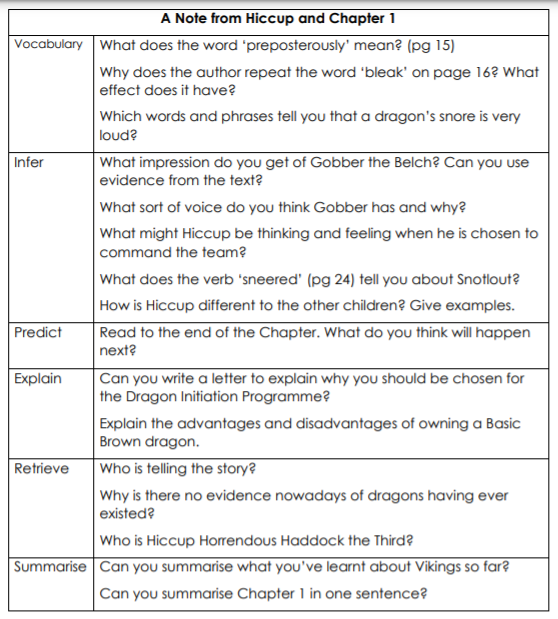 A Note from Hiccup and Chapter 1
Vocabulary
What does the word ‘preposterously’ mean? (pg 15)
Why does the author repeat the word ‘bleak’ on page 16? What
effect does it have?
Which words and phrases tell you that a dragon’s snore is very
loud?
Infer
What impression do you get of Gobber the Belch? Can you use
evidence from the text?
What sort of voice do you think Gobber has and why?
What might Hiccup be thinking and feeling when he is chosen to
command the team?
What does the verb ‘sneered’ (pg 24) tell you about Snotlout?
How is Hiccup different to the other children? Give examples.
Predict
Read to the end of the Chapter. What do you think will happen
next?
Explain
Can you write a letter to explain why you should be chosen for
the Dragon Initiation Programme?
Explain the advantages and disadvantages of owning a Basic
Brown dragon.
Retrieve
Who is telling the story?
Why is there no evidence nowadays of dragons having ever
existed?
Who is Hiccup Horrendous Haddock the Third?
Summarise
Can you summarise what you’ve learnt about Vikings so far?
Can you summarise Chapter 1 in one sentence?